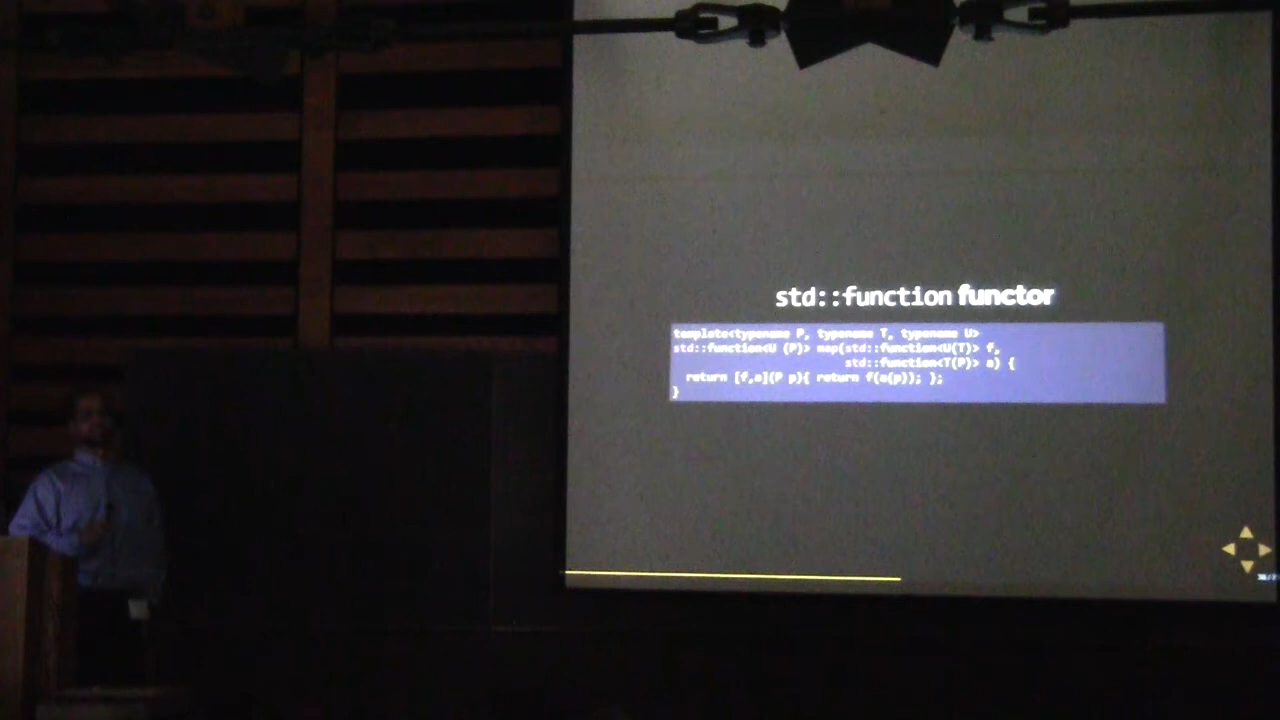 std::function functor
template<typename P, typename T, typename U>
std::function<U (P)> map(std::function<U(T)> f,
std::function<T(P)> a) {
return [f,a](P p){ return f(a(p)); };
}